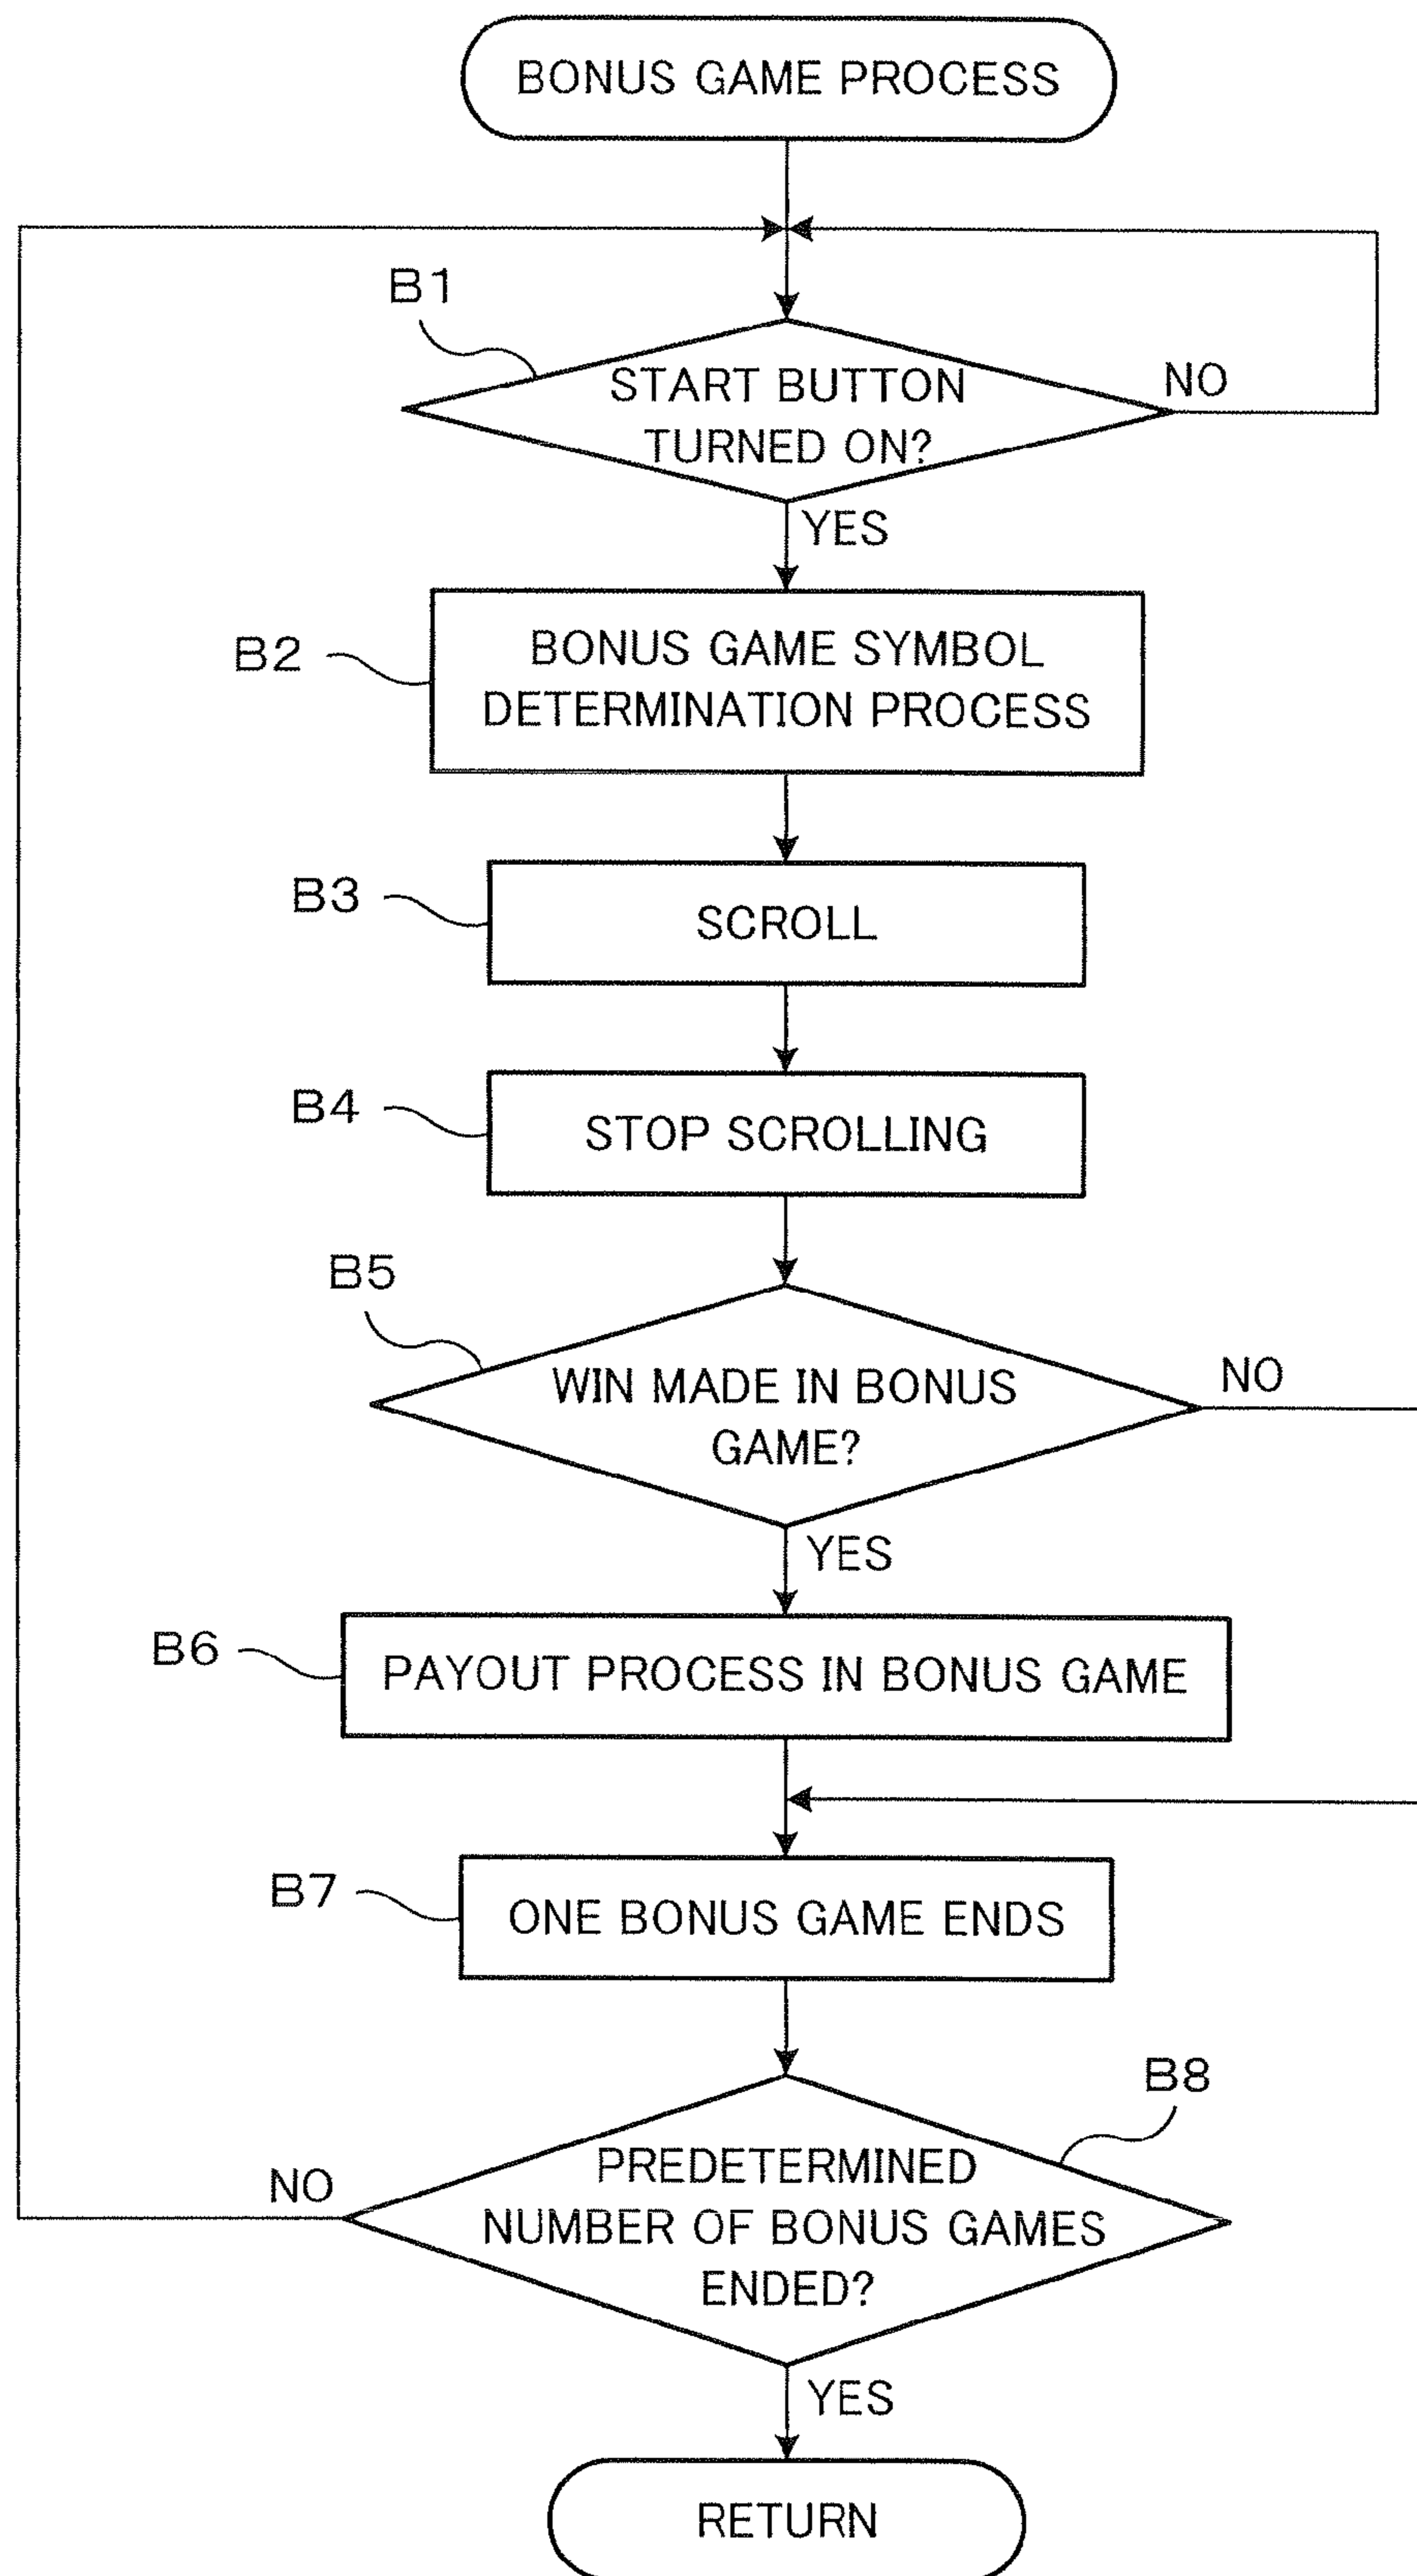 BONUS GAME PROCESS
B1
START BUTTON
TURNED ON?
NO
YES
B2
BONUS GAME SYMBOL
DETERMINATION PROCESS
B3
SCROLL
B4
STOP SCROLLING
B5
WIN MADE IN BONUS
GAME?
NO
YES
B6
PAYOUT PROCESS IN BONUS GAME
B7
ONE BONUS GAME ENDS
B8
PREDETERMINED
NUMBER OF BONUS GAMES
ENDED?
NO
YES
RETURN